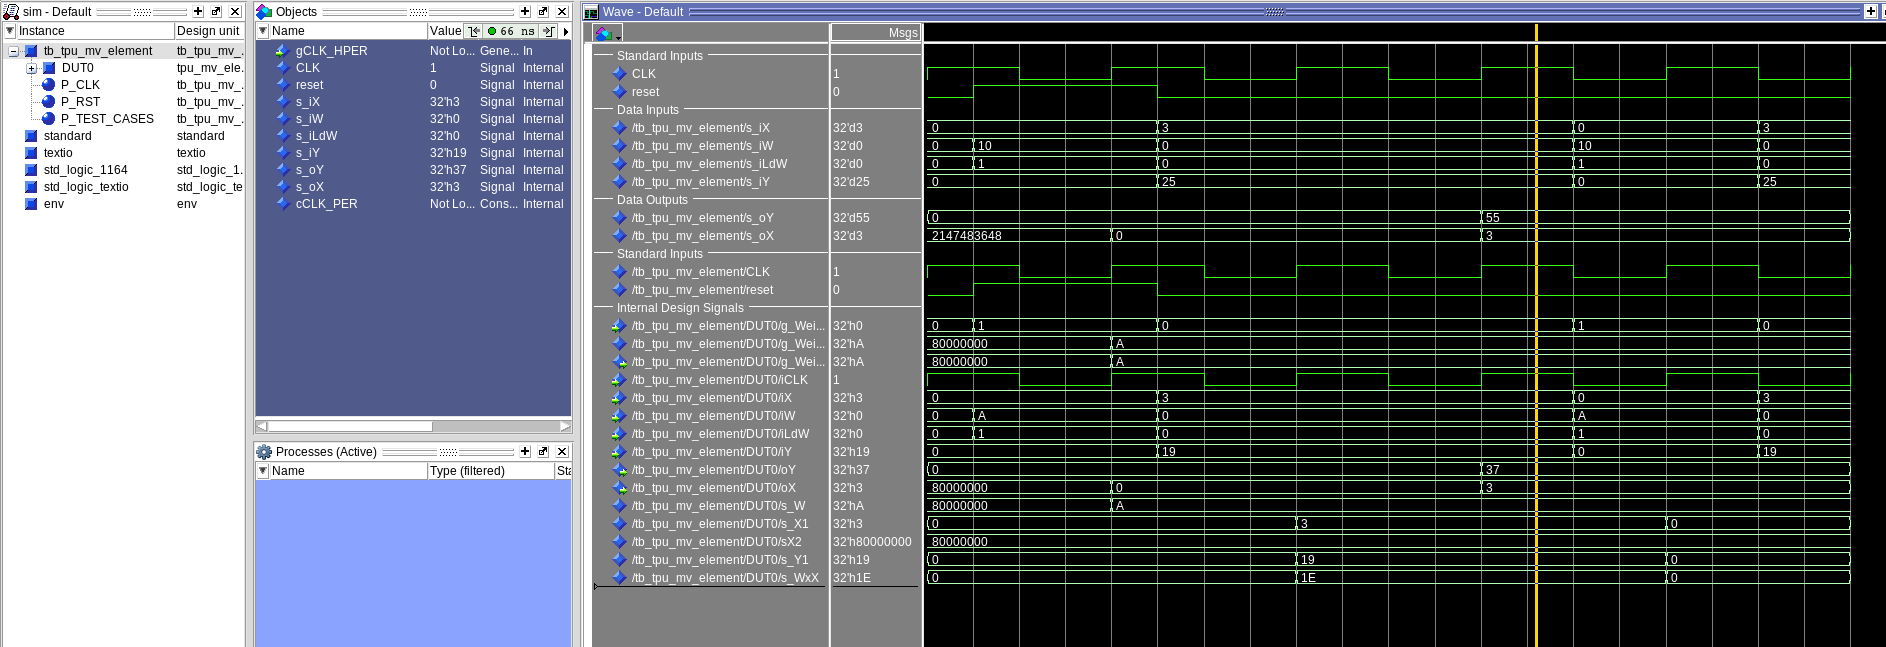 sim - Default
Instance Design unit
tb_tpu_mv_element tb_tpu_mv_...
DUT0 tpu_mv_ele...
P_CLK tb_tpu_mv_...
P_RST tb_tpu_mv_...
P_TEST_CASES tb_tpu_mv_...
standard standard
textio textio
std_logic_1164 std_logic_1...
std_logic_textio std_logic_te
env env
Objects
Name Value 66 ns
gCLK_HPER Not Lo... Gene... In
CLK 1 Signal Internal
reset 0 Signal Internal
s_iX 32'h3 Signal Internal
s_iW 32'h0 Signal Internal
s_iLdW 32'h0 Signal Internal
s_iY 32'h19 Signal Internal
s_oY 32'h37 Signal Internal
s_oX 32'h3 Signal Internal
cCLK_PER Not Lo... Cons... Internal
Processes (Active)
Name Type (filtered) Sta
Wave - Default
Msgs
Standard Inputs
CLK 1
reset 0
Data Inputs
/tb_tpu_mv_element/s_iX 32'd3 0 3 0 3
/tb_tpu_mv_element/s_iW 32'd0 0 10 0 10 0
/tb_tpu_mv_element/s_iLdW 32'd0 0 1 0 1 0
/tb_tpu_mv_element/s_iY 32'd25 0 25 0 25
Data Outputs
/tb_tpu_mv_element/s_oY 32'd55 0 55
/tb_tpu_mv_element/s_oX 32'd3 2147483648 0 3
Standard Inputs
/tb_tpu_mv_element/CLK 1
/tb_tpu_mv_element/reset 0
Internal Design Signals
/tb_tpu_mv_element/DUT0/g_Wei... 32'h0 0 1 0 1 0
/tb_tpu_mv_element/DUT0/g_Wei... 32'hA 80000000 A
/tb_tpu_mv_element/DUT0/g_Wei... 32'hA 80000000 A
/tb_tpu_mv_element/DUT0/iCLK 1
/tb_tpu_mv_element/DUT0/iX 32'h3 0 3 0 3
/tb_tpu_mv_element/DUT0/iW 32'h0 0 A 0 A 0
/tb_tpu_mv_element/DUT0/iLdW 32'h0 0 1 0 1 0
/tb_tpu_mv_element/DUT0/iY 32'h19 0 19 0 19
/tb_tpu_mv_element/DUT0/oY 32'h37 0 37
/tb_tpu_mv_element/DUT0/oX 32'h3 80000000 0 3
/tb_tpu_mv_element/DUT0/s_W 32'hA 80000000 A
/tb_tpu_mv_element/DUT0/s_X1 32'h3 0 3 0
/tb_tpu_mv_element/DUT0/sX2 32'h80000000 80000000
/tb_tpu_mv_element/DUT0/s_Y1 32'h19 0 19 0
/tb_tpu_mv_element/DUT0/s_WxX 32'h1E 0 1E 0